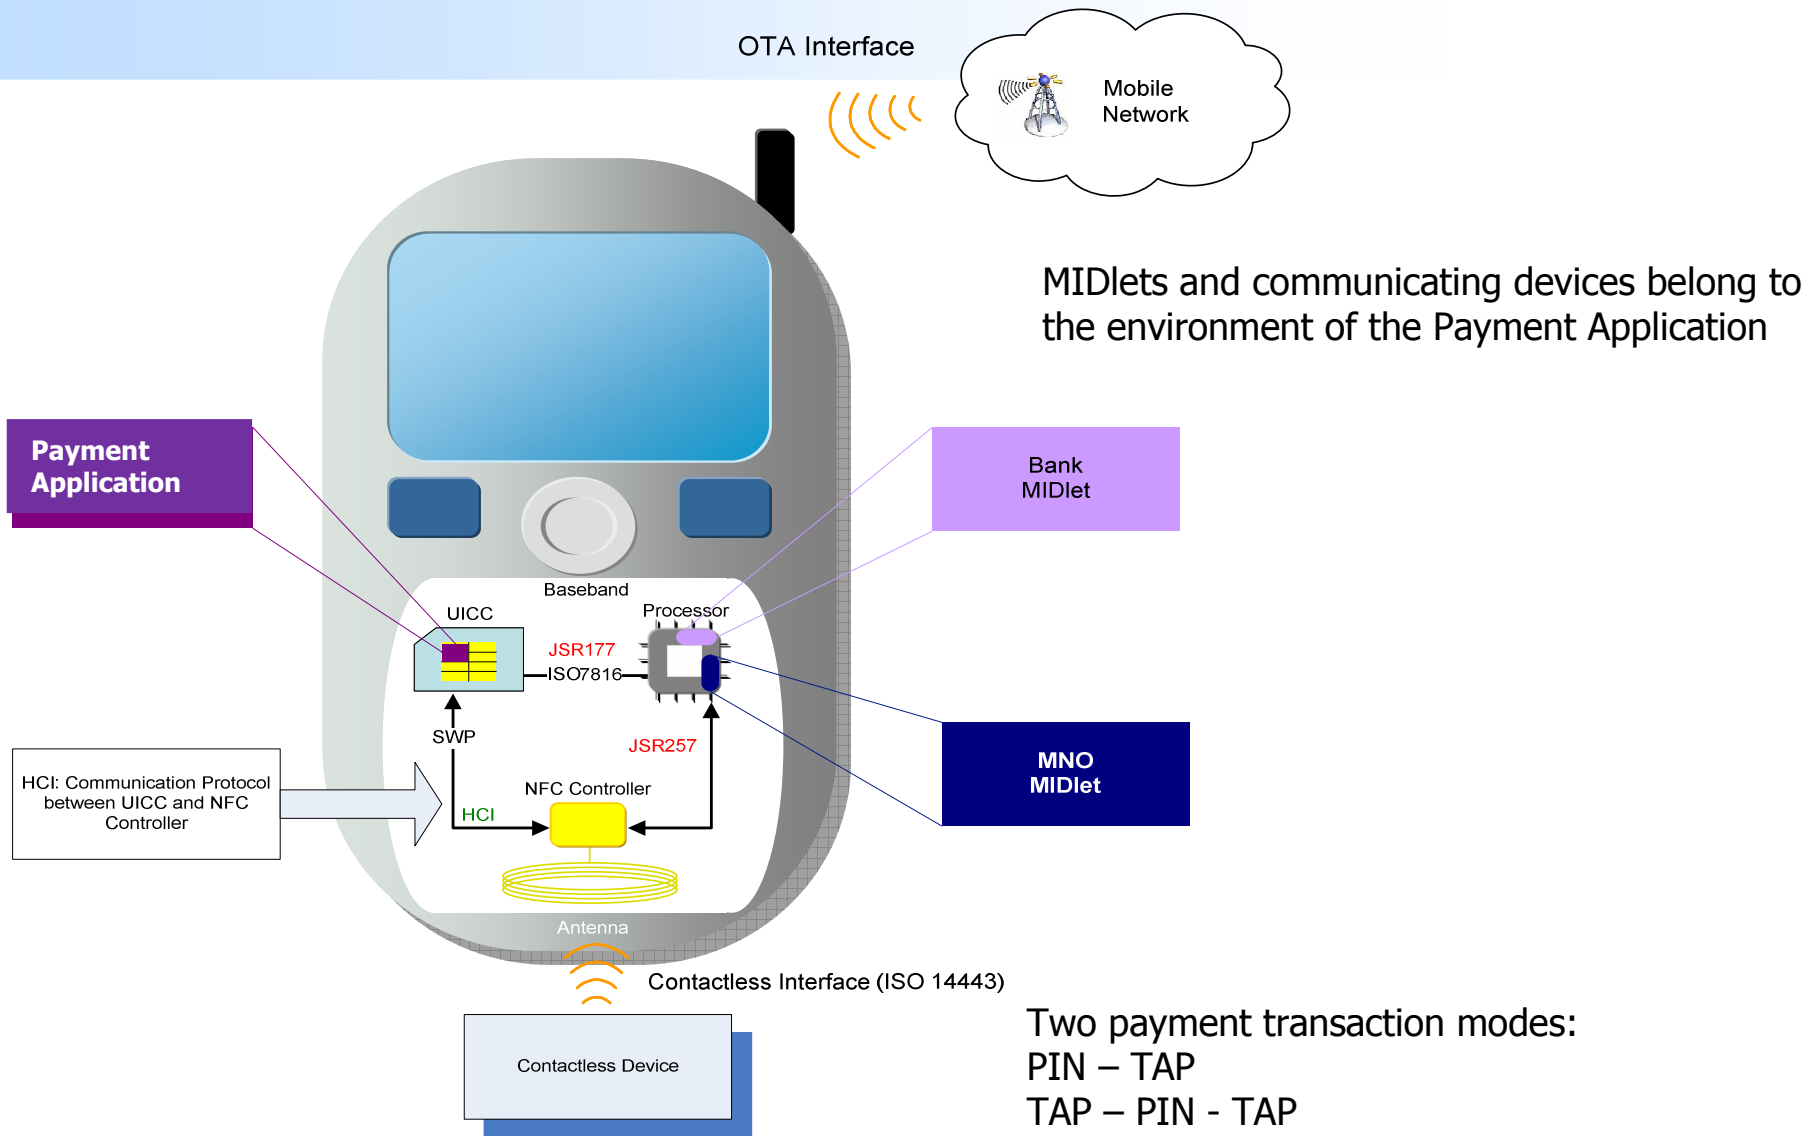 OTA Interface
Mobile
Network
MIDlets and communicating devices belong to
the environment of the Payment Application
Payment
Application
Bank
MIDlet
Baseband
UICC
Processor
JSR177
ISO7816
SWP
JSR257
MNO
MIDlet
HCI: Communication Protocol
between UICC and NFC
Controller
NFC Controller
HCI
Antenna
Contactless Interface (ISO 14443)
Contactless Device
Two payment transaction modes:
PIN – TAP
TAP – PIN - TAP